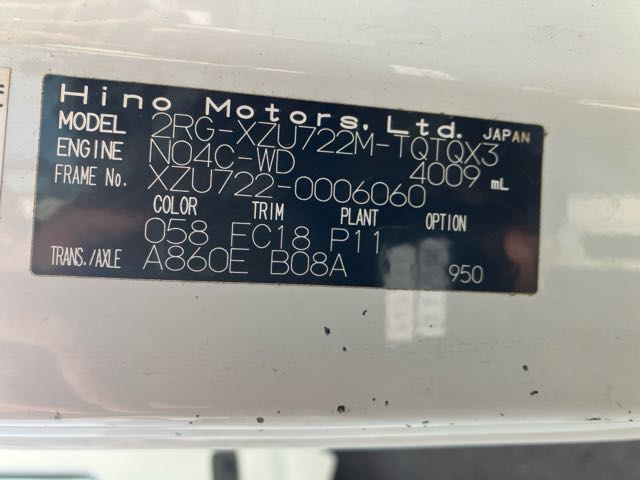 Hino Motors, Ltd. JAPAN
MODEL 2RG-XZU722M-TQTQX3
ENGINE N04C-WD 4009 mL
FRAME No. XZU722-0006060
COLOR TRIM PLANT OPTION
058 FC18 P11
TRANS./AXLE A860E B08A 950